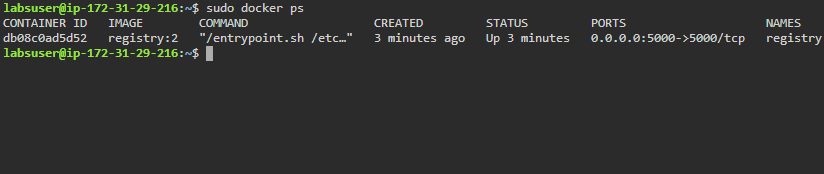 labsuser@ip-172-31-29-216:~$ sudo docker ps
CONTAINER ID   IMAGE        COMMAND                  CREATED         STATUS         PORTS                    NAMES
db08c0ad5d52   registry:2   "/entrypoint.sh /etc…"   3 minutes ago   Up 3 minutes   0.0.0.0:5000->5000/tcp   registry
labsuser@ip-172-31-29-216:~$